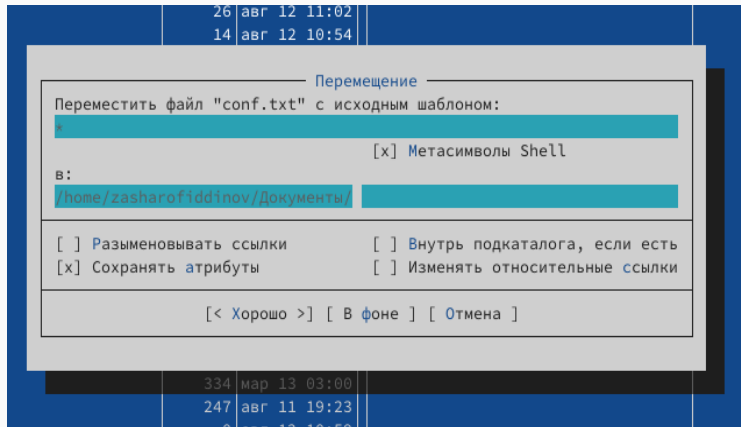 26 авг 12 11:02
14 авг 12 10:54
Перемещение
Переместить файл "conf.txt" с исходным шаблоном:
*
[x] Метасимволы Shell
в:
/home/zasharofiddinov/Документы/
[ ] Разыменовывать ссылки [ ] Внутрь подкаталога, если есть
[x] Сохранять атрибуты [ ] Изменять относительные ссылки
[< Хорошо >] [ В фоне ] [ Отмена ]
334 мар 13 03:00
247 авг 11 19:23